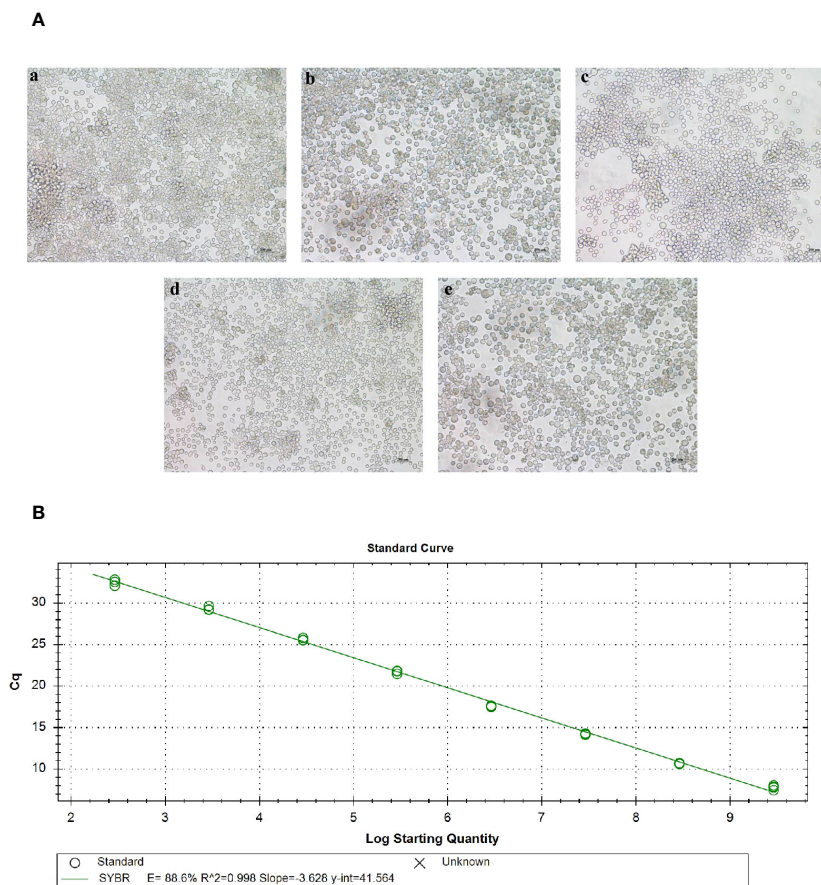 A
a
b
c
d
e
B
Standard Curve
Cq
30
25
20
15
10
2 3 4 5 6 7 8 9
Log Starting Quantity
Standard Unknown
SYBR E= 88.6% R^2=0.998 Slope=-3.628 y-int=41.564